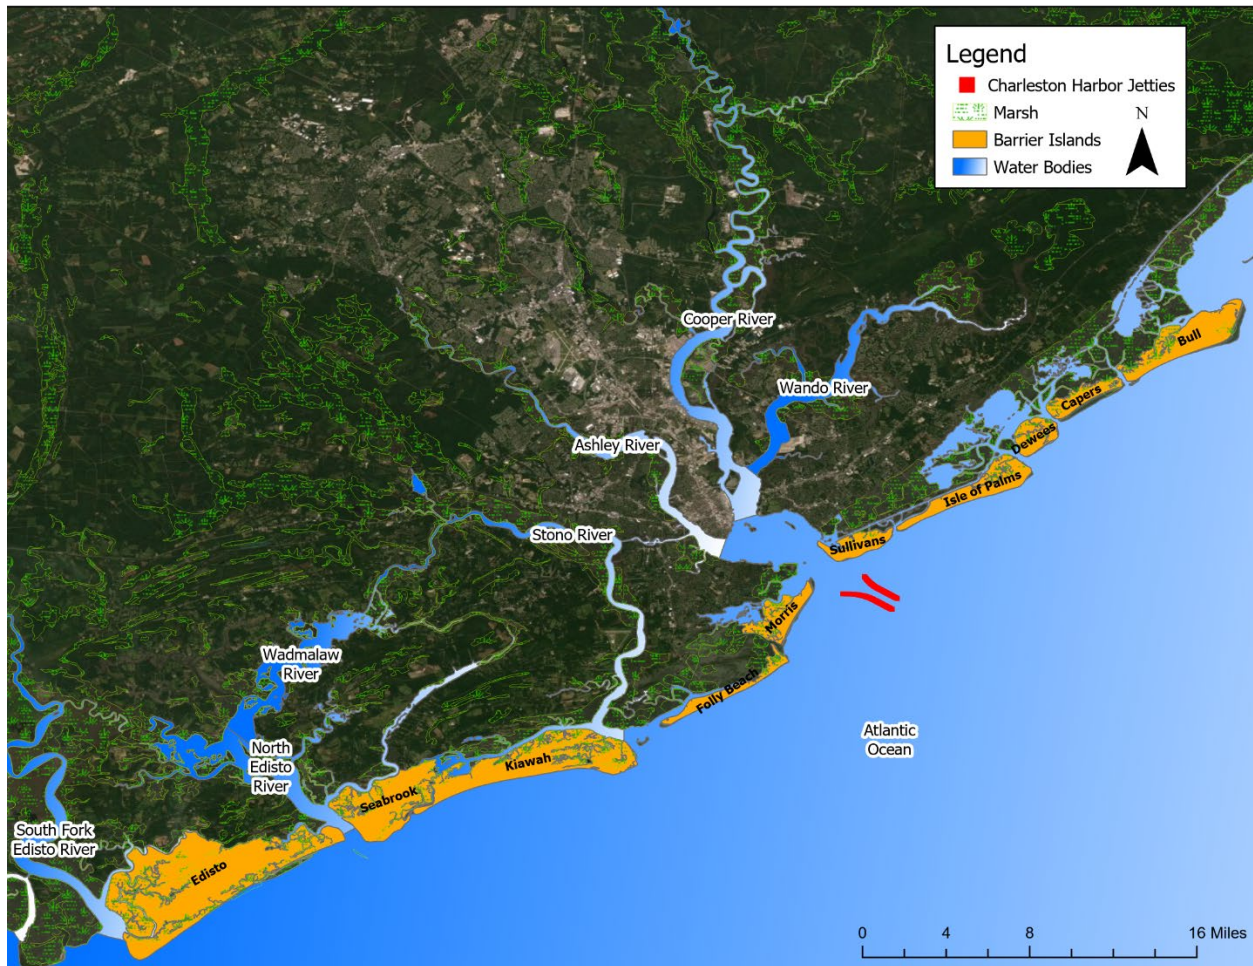 Legend
Charleston Harbor Jetties
Marsh
N
Barrier Islands
Water Bodies
Cooper River
Bull
Wando River
Capers
Ashley River
Dewees
Isle of Palms
Stono River
Sullivans
Morris
Wadmalaw
River
Folly Beach
Atlantic
Ocean
North
Edisto
River
Kiawah
Seabrook
South Fork
Edisto River
Edisto
0 4 8 16 Miles